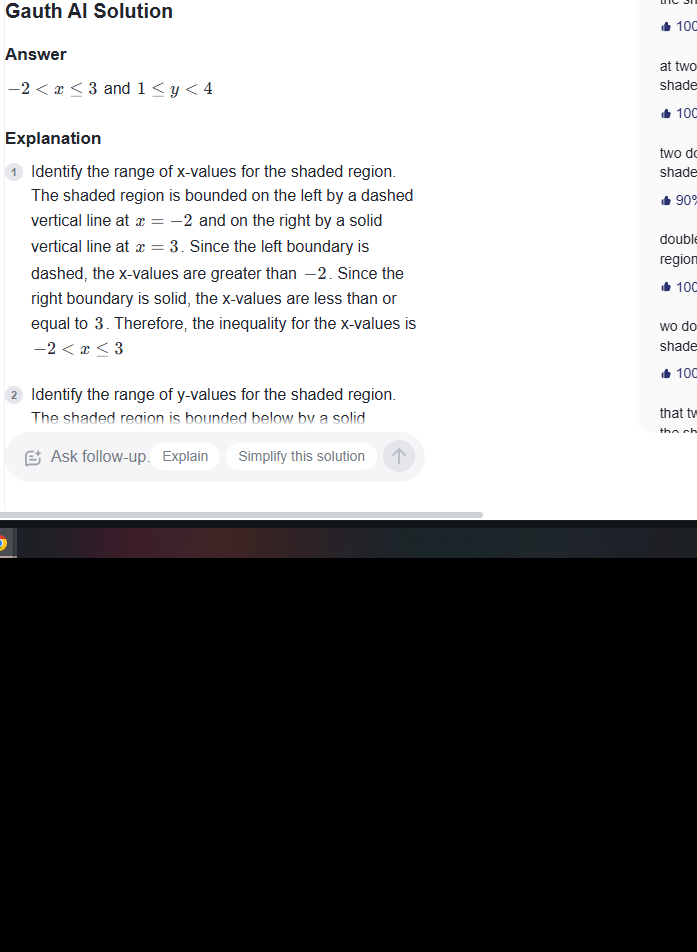 Gauth AI Solution
Answer
−2 < x ≤ 3 and 1 ≤ y < 4
Explanation
1 Identify the range of x-values for the shaded region.
The shaded region is bounded on the left by a dashed
vertical line at x = −2 and on the right by a solid
vertical line at x = 3. Since the left boundary is
dashed, the x-values are greater than −2. Since the
right boundary is solid, the x-values are less than or
equal to 3. Therefore, the inequality for the x-values is
−2 < x ≤ 3
2 Identify the range of y-values for the shaded region.
The shaded region is bounded below by a solid
Ask follow-up. Explain Simplify this solution
100
at two
shade
100
two do
shade
90%
double
region
100
wo do
shade
100
that tw